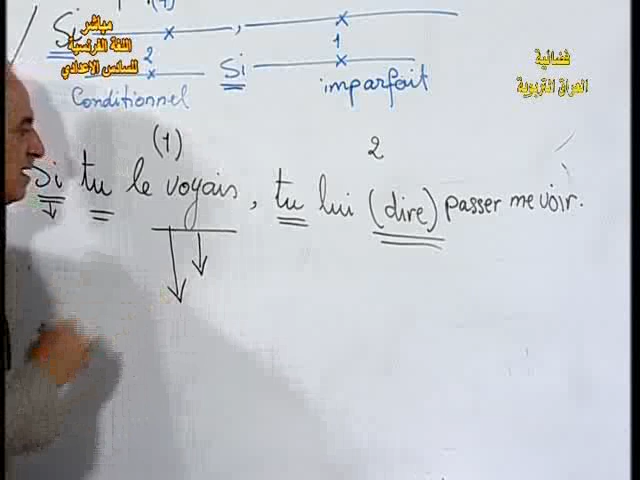 (1)
Si ,
1
2
Si
Conditionnel imparfait
(1) 2
Si tu le voyais, tu lui (dire) passer me voir.
مباشر
اللغة الفرنسية
للسادس الاعدادي
فضائية
العراق التربوية